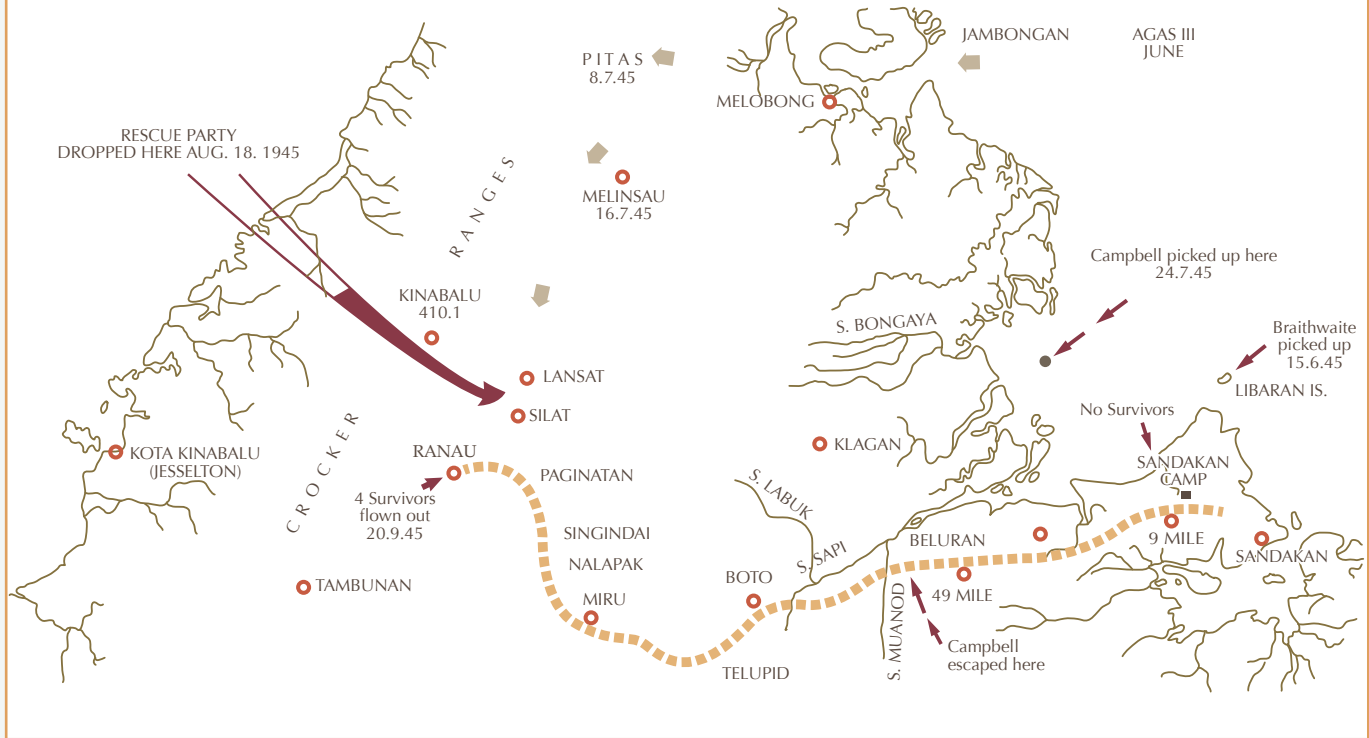 JAMBONGAN
AGAS III
JUNE
PITAS
8.7.45
MELOBONG
RESCUE PARTY
DROPPED HERE AUG. 18. 1945
RANGES
MELINSAU
16.7.45
Campbell picked up here
24.7.45
KINABALU
410.1
S. BONGAYA
Braithwaite
picked up
15.6.45
LANSAT
LIBARAN IS.
SILAT
No Survivors
CROCKER
KOTA KINABALU
(JESSELTON)
RANAU
KLAGAN
SANDAKAN
CAMP
PAGINATAN
S. LABUK
4 Survivors
flown out
20.9.45
SINGINDAI
S. SAPI
BELURAN
9 MILE
SANDAKAN
NALAPAK
TAMBUNAN
BOTO
MIRU
49 MILE
S. MUANOD
Campbell
escaped here
TELUPID